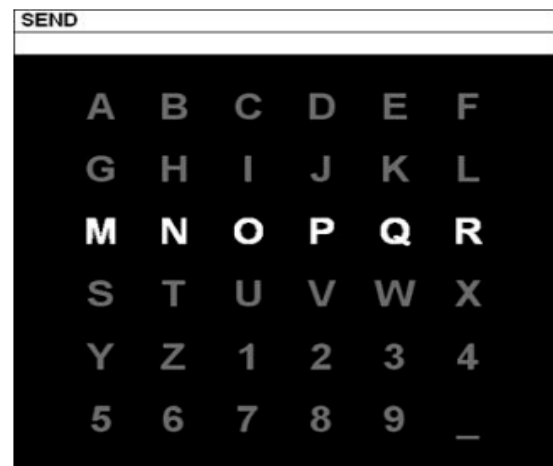 SEND
A B C D E F
G H I J K L
M N O P Q R
S T U V W X
Y Z 1 2 3 4
5 6 7 8 9 _